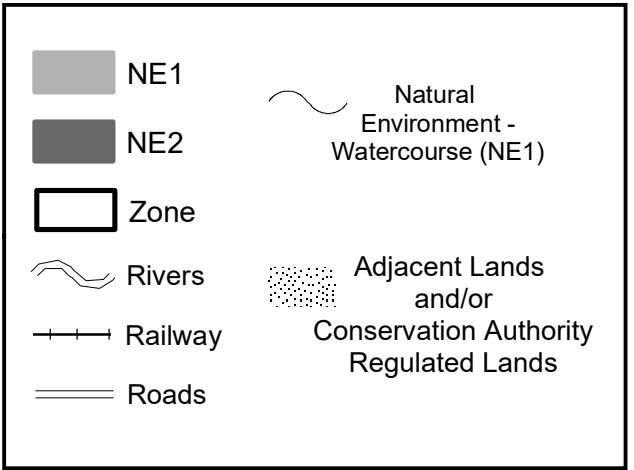 NE1
NE2
Zone
Rivers
Railway
Roads
Natural
Environment -
Watercourse (NE1)
Adjacent Lands
and/or
Conservation Authority
Regulated Lands